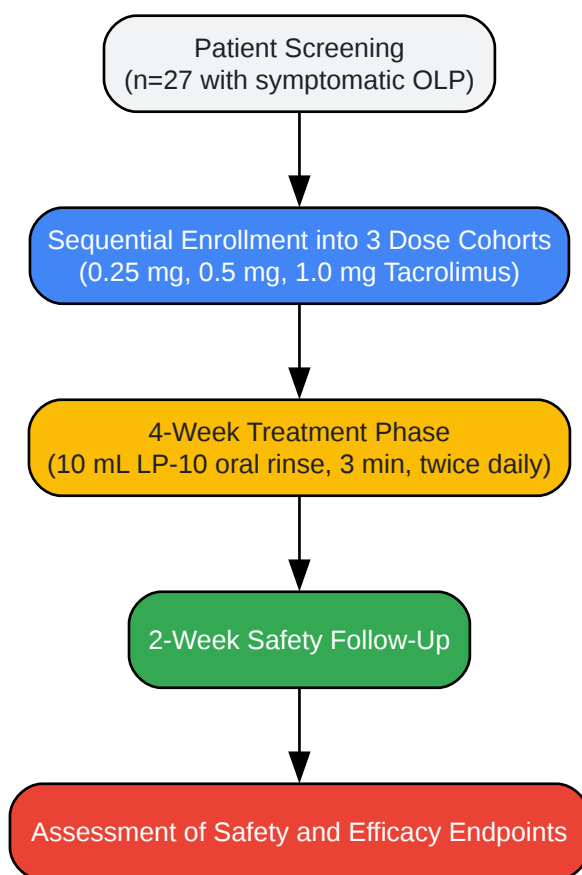 Patient Screening
(n=27 with symptomatic OLP)
Sequential Enrollment into 3 Dose Cohorts
(0.25 mg, 0.5 mg, 1.0 mg Tacrolimus)
4-Week Treatment Phase
(10 mL LP-10 oral rinse, 3 min, twice daily)
2-Week Safety Follow-Up
Assessment of Safety and Efficacy Endpoints